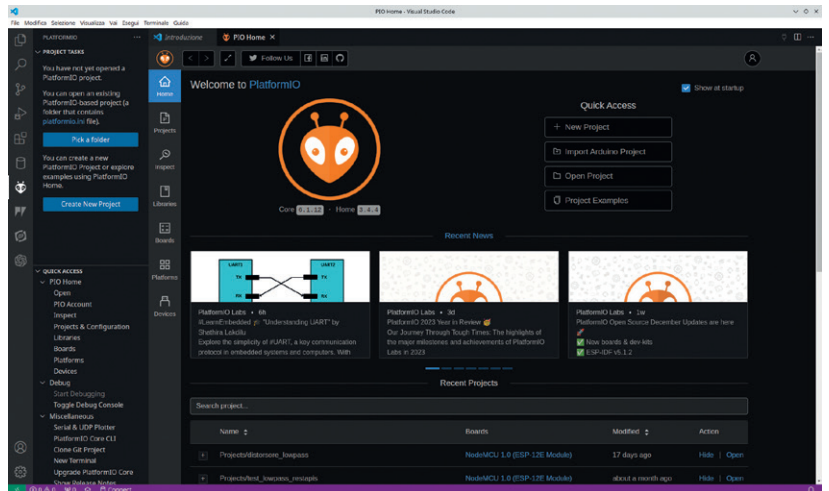 PIO Home - Visual Studio Code
File Modifica Selezione Visualizza Vai Esegui Terminale Guida
PLATFORMIO
Introduzione
PIO Home
PROJECT TASKS
You have not yet opened a
PlatformIO project.
You can open an existing
PlatformIO-based project (a
folder that contains
platformio.ini file).
Pick a folder
You can create a new
PlatformIO Project or explore
examples using PlatformIO
Home.
Create New Project
QUICK ACCESS
PIO Home
Open
PIO Account
Inspect
Projects & Configuration
Libraries
Boards
Platforms
Devices
Debug
Start Debugging
Toggle Debug Console
Miscellaneous
Serial & UDP Plotter
PlatformIO Core CLI
Clone Git Project
New Terminal
Upgrade PlatformIO Core
Show Release Notes
Home
Projects
Inspect
Libraries
Boards
Platforms
Devices
Follow Us
Welcome to PlatformIO
Show at startup
Core 6.1.12 · Home 3.4.4
Quick Access
New Project
Import Arduino Project
Open Project
Project Examples
Recent News
UART1 UART2
TX TX
RX RX
PlatformIO Labs • 6h
#LearnEmbedded "Understanding UART" by
Explore the simplicity of #UART, a key communication
protocol in embedded systems and computers. With
PlatformIO Labs • 3d
PlatformIO 2023 Year in Review
Our Journey Through Tough Times: The highlights of
the major milestones and achievements of PlatformIO
Labs in 2023
PlatformIO Labs • 1w
PlatformIO Open Source December Updates are here
New boards & dev-kits
ESP-IDF v5.1.2
Recent Projects
Search project...
Name Boards Modified Action
Projects/distorsore_lowpass NodeMCU 1.0 (ESP-12E Module) 17 days ago Hide | Open
Projects/test_lowpass_restapis NodeMCU 1.0 (ESP-12E Module) about a month ago Hide | Open
Connect